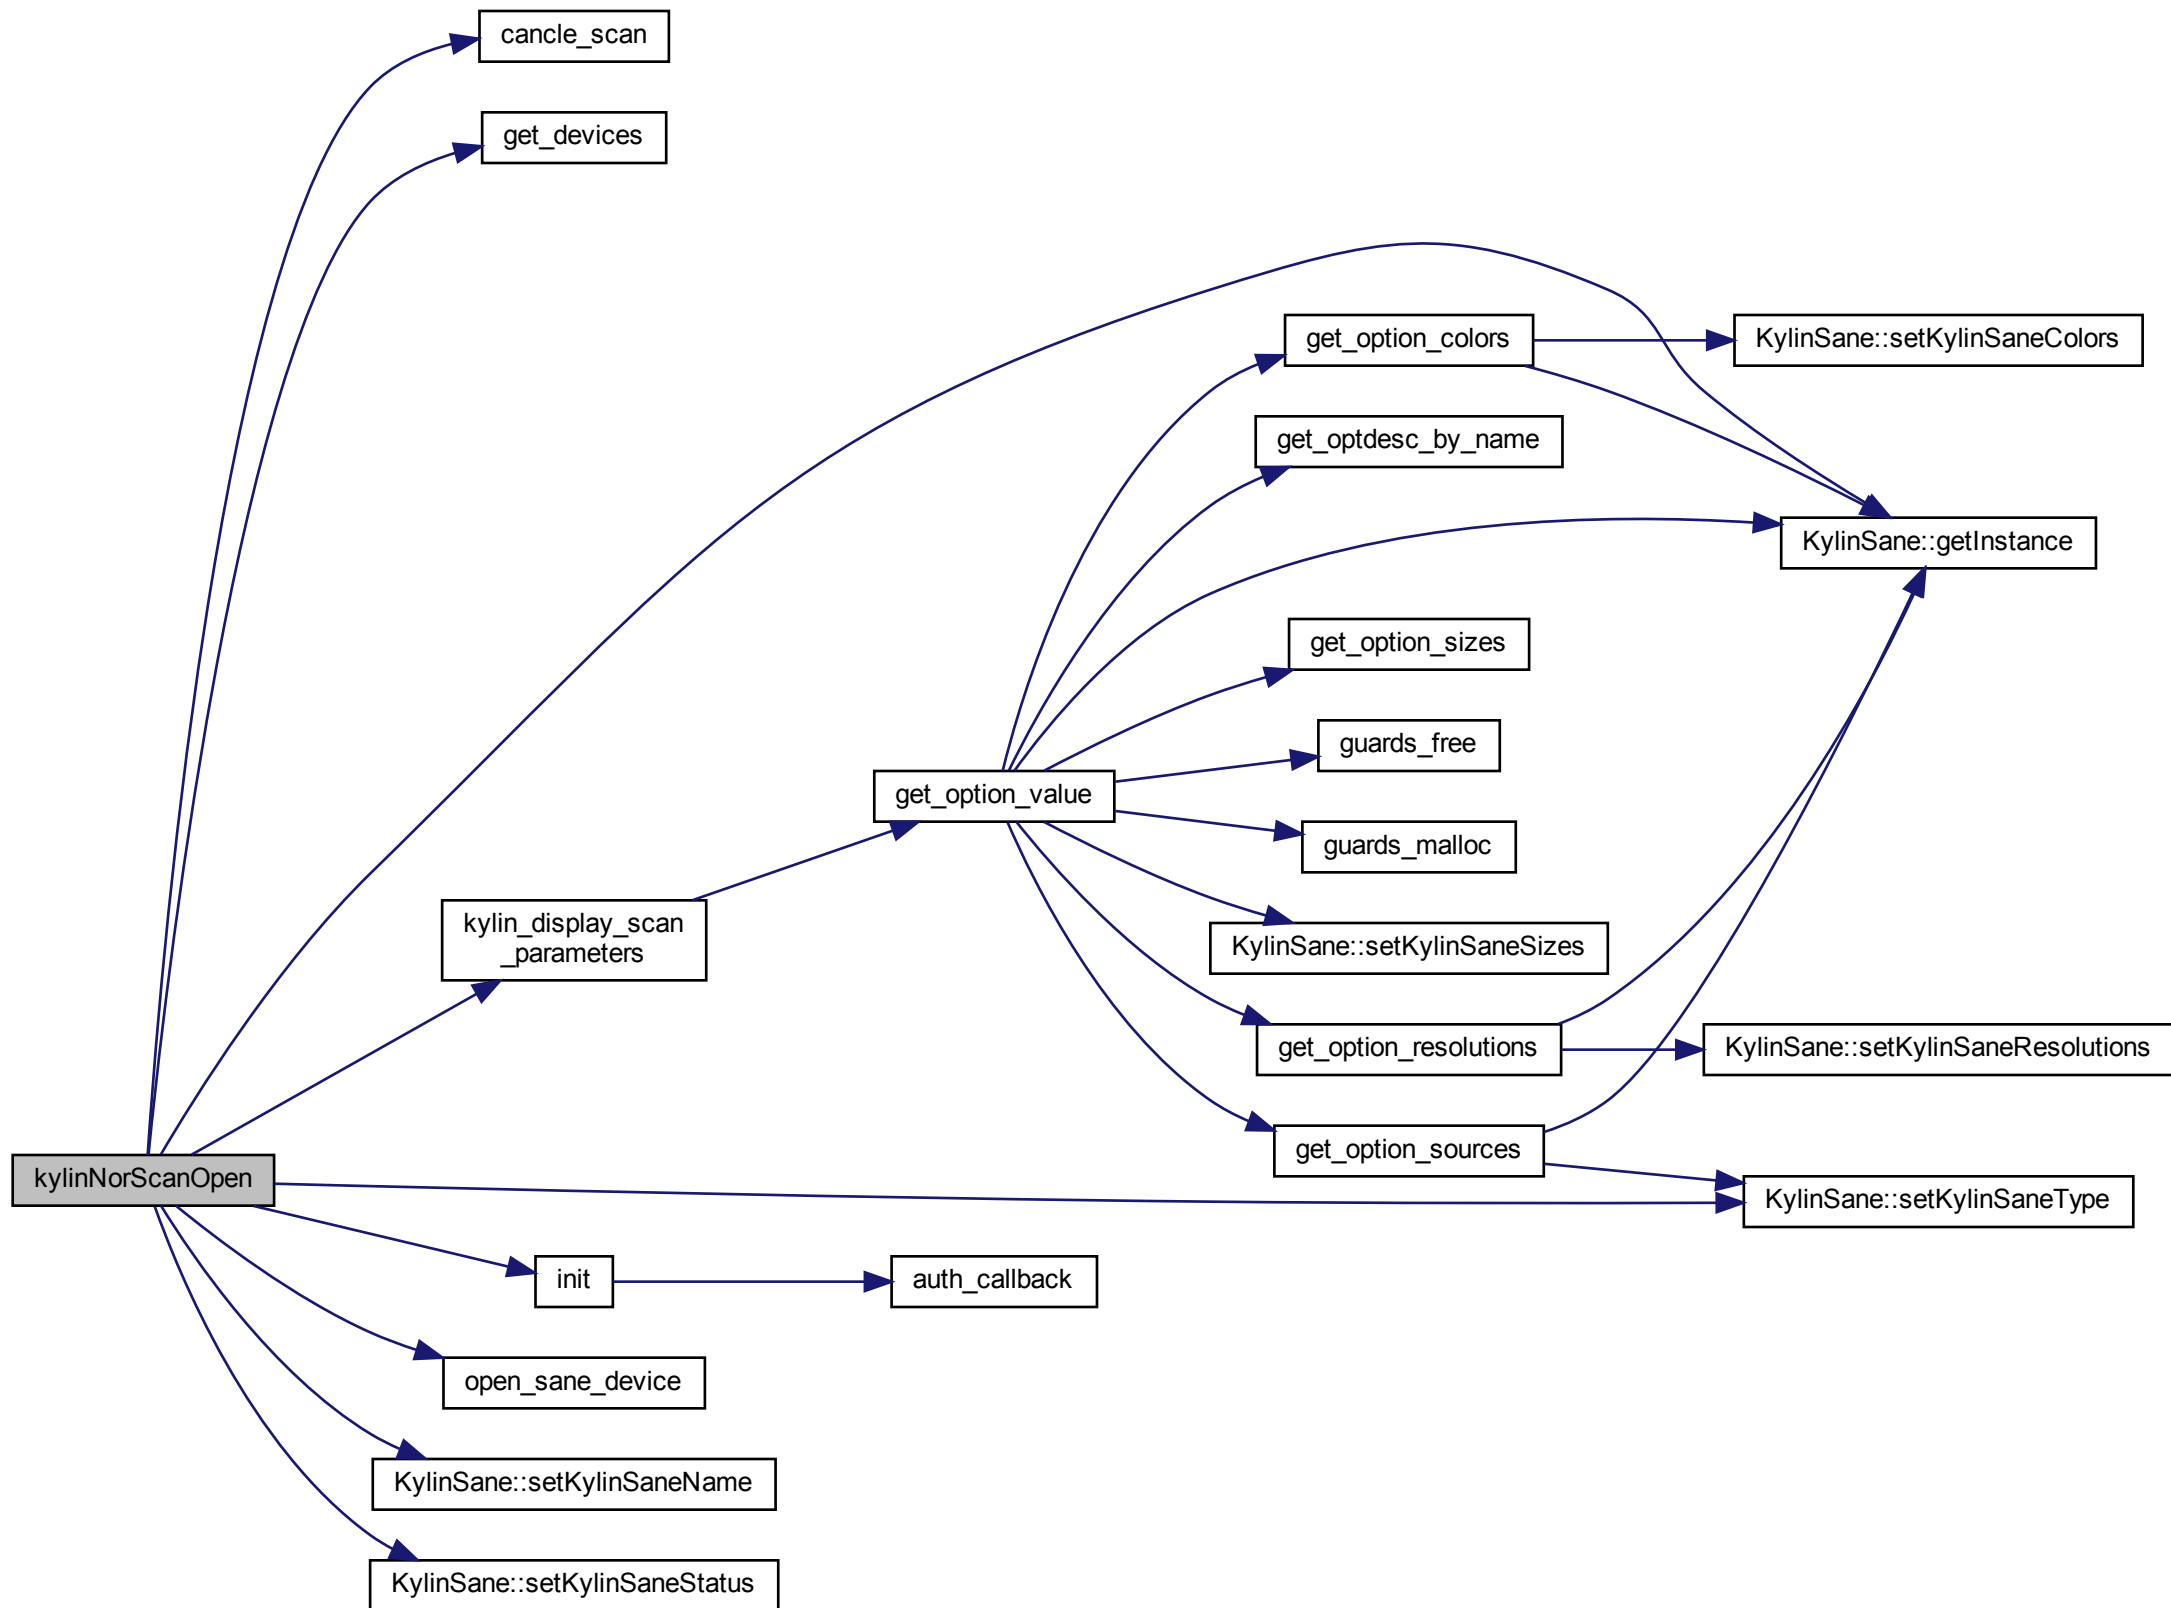 cancle_scan
get_devices
get_option_colors
KylinSane::setKylinSaneColors
get_optdesc_by_name
KylinSane::getInstance
get_option_sizes
guards_free
get_option_value
guards_malloc
kylin_display_scan
_parameters
KylinSane::setKylinSaneSizes
get_option_resolutions
KylinSane::setKylinSaneResolutions
get_option_sources
kylinNorScanOpen
KylinSane::setKylinSaneType
init
auth_callback
open_sane_device
KylinSane::setKylinSaneName
KylinSane::setKylinSaneStatus